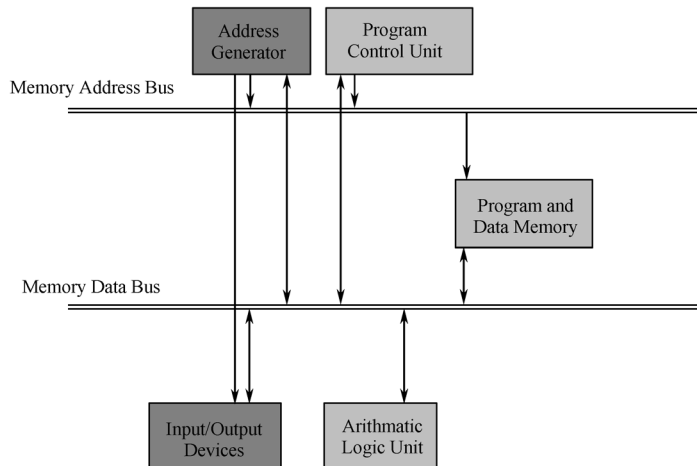 Address
Generator
Program
Control Unit
Memory Address Bus
Program and
Data Memory
Memory Data Bus
Input/Output
Devices
Arithmatic
Logic Unit